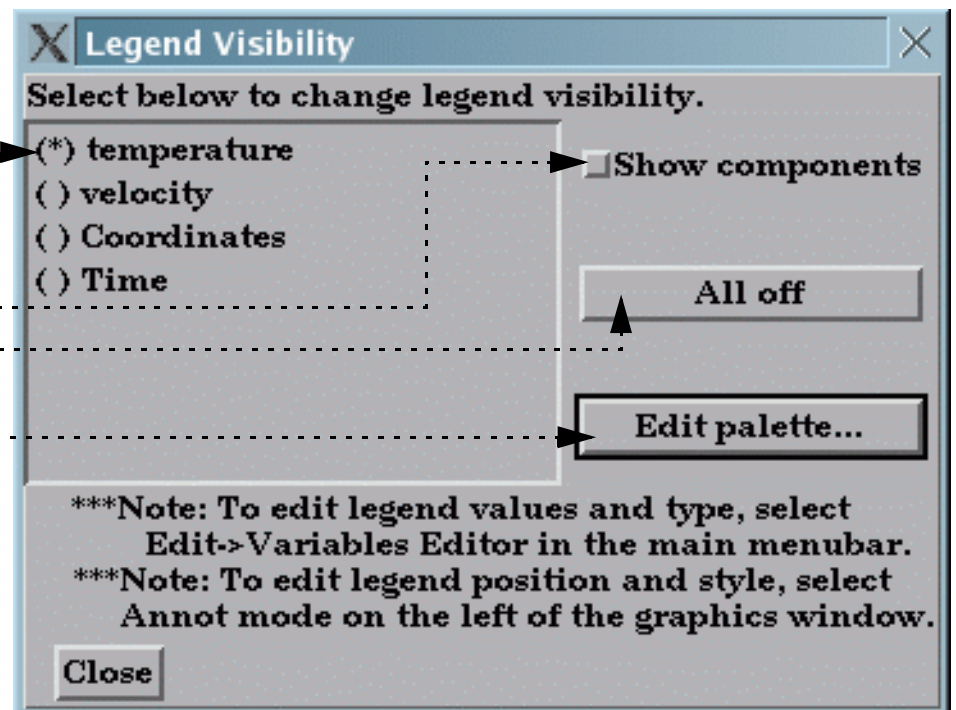 Legend Visibility
Select below to change legend visibility.
(*) temperature
( ) velocity
( ) Coordinates
( ) Time
Show components
All off
Edit palette...
***Note: To edit legend values and type, select
Edit->Variables Editor in the main menubar.
***Note: To edit legend position and style, select
Annot mode on the left of the graphics window.
Close